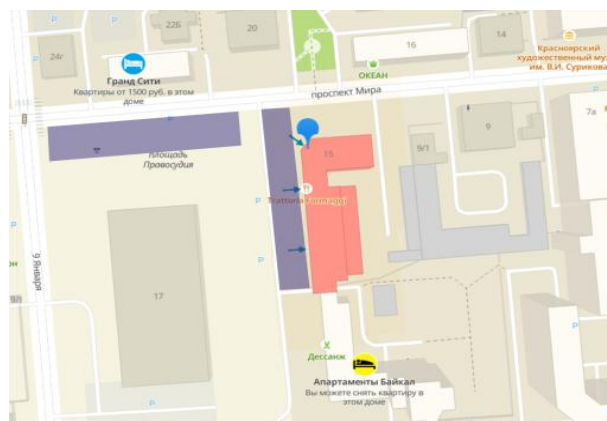 22Б
20
14
24г
16
Красноярский
художественный муз
им. В.И. Сурикова
Гранд Сити
Квартиры от 1500 руб. в этом
доме
ОКЕАН
проспект Мира
7а
P
9
площадь
Правосудия
15
9/1
Trattoria Formaggi
P
P
9 Января
17
он
P
Дессанж
Апартаменты Байкал
Вы можете снять квартиру в
этом доме
P